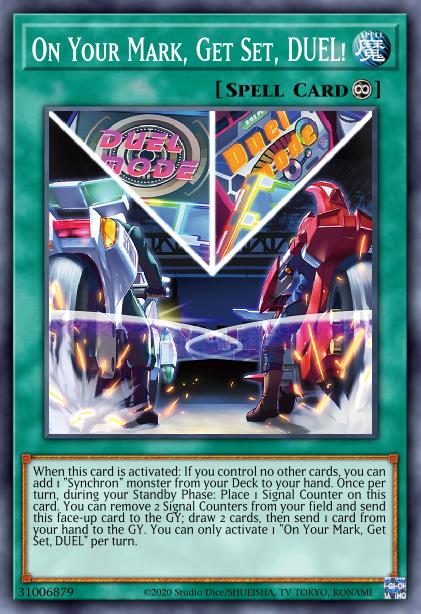 On Your Mark, Get Set, DUEL!
SPELL
魔
[SPELL CARD]
DUEL
MODE
Duel
Mode
When this card is activated: If you control no other cards, you can
add 1 "Synchron" monster from your Deck to your hand. Once per
turn, during your Standby Phase: Place 1 Signal Counter on this
card. You can remove 2 Signal Counters from your field and send
this face-up card to the GY; draw 2 cards, then send 1 card from
your hand to the GY. You can only activate 1 "On Your Mark, Get
Set, DUEL" per turn.
31006879
©2020 Studio Dice/SHUEISHA, TV TOKYO, KONAMI